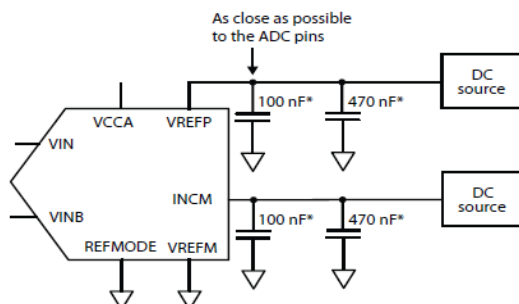 As close as possible
to the ADC pins
DC
source
100 nF*
470 nF*
VCCA
VREFP
VIN
INCM
DC
source
100 nF*
470 nF*
VINB
REFMODE
VREFM